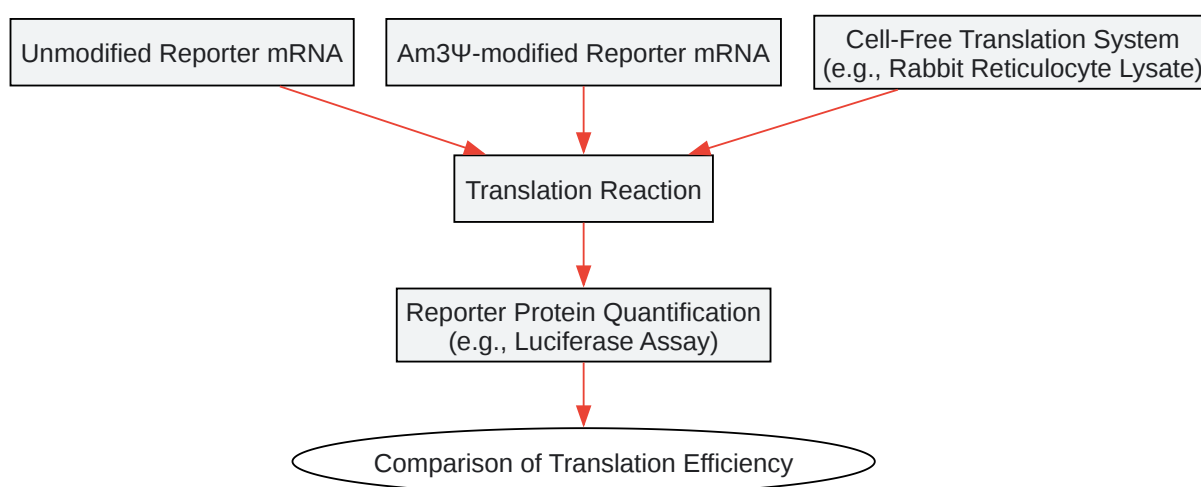 Unmodified Reporter mRNA
Am3Ψ-modified Reporter mRNA
Cell-Free Translation System
(e.g., Rabbit Reticulocyte Lysate)
Translation Reaction
Reporter Protein Quantification
(e.g., Luciferase Assay)
Comparison of Translation Efficiency